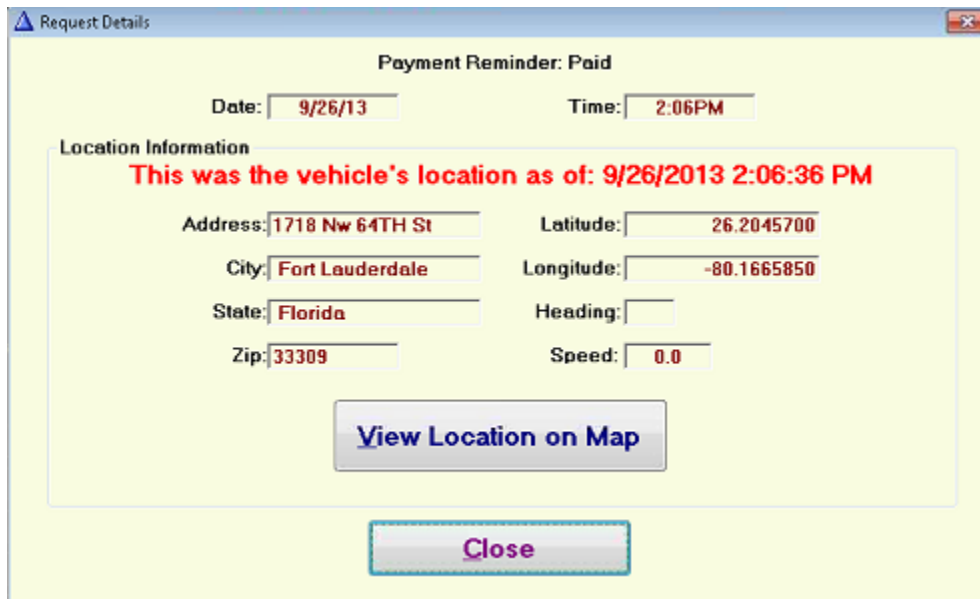 Request Details
Payment Reminder: Paid
Date: 9/26/13 Time: 2:06PM
Location Information
This was the vehicle's location as of: 9/26/2013 2:06:36 PM
Address: 1718 Nw 64TH St Latitude: 26.2045700
City: Fort Lauderdale Longitude: -80.1665850
State: Florida Heading:
Zip: 33309 Speed: 0.0
View Location on Map
Close